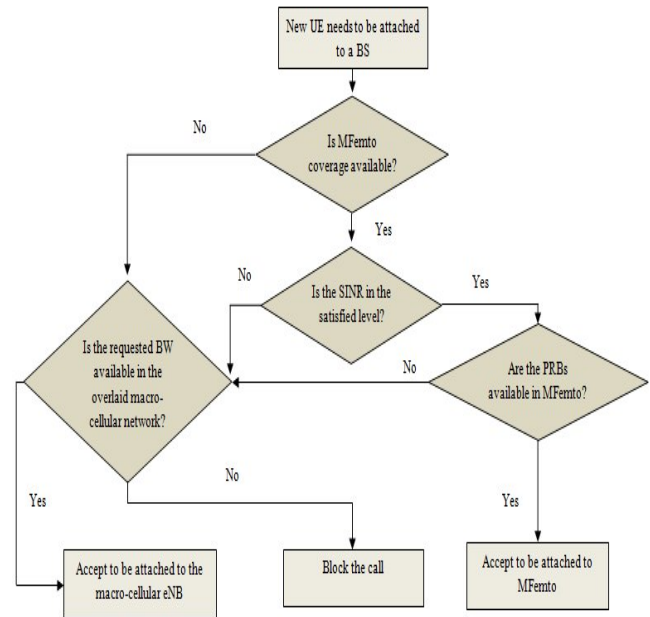 New UE needs to be attached
to a BS
No
Is MFemto
coverage available?
Yes
No
Is the SINR in the
satisfied level?
Yes
Is the requested BW
available in the
overlaid macro-
cellular network?
No
Are the PRBs
available in MFemto?
Yes
No
Yes
Accept to be attached to the
macro-cellular eNB
Block the call
Accept to be attached to
MFemto